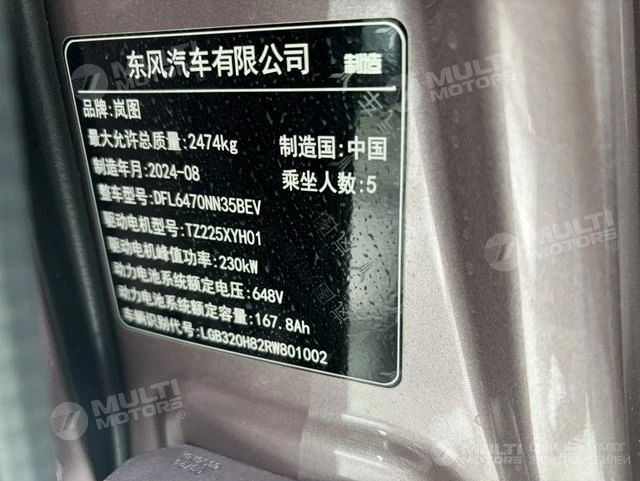 东风汽车有限公司 制造
品牌:岚图
最大允许总质量:2474kg
制造国:中国
制造年月:2024-08
乘坐人数:5
整车型号:DFL6470NN35BEV
驱动电机型号:TZ225XYH01
驱动电机峰值功率:230kW
动力电池系统额定电压:648V
动力电池系统额定容量:167.8Ah
车辆识别代号:LGB320H82RW801002
MULTI MOTORS
MULTI MOTORS
MULTI MOTORS
MULTI MOTORS